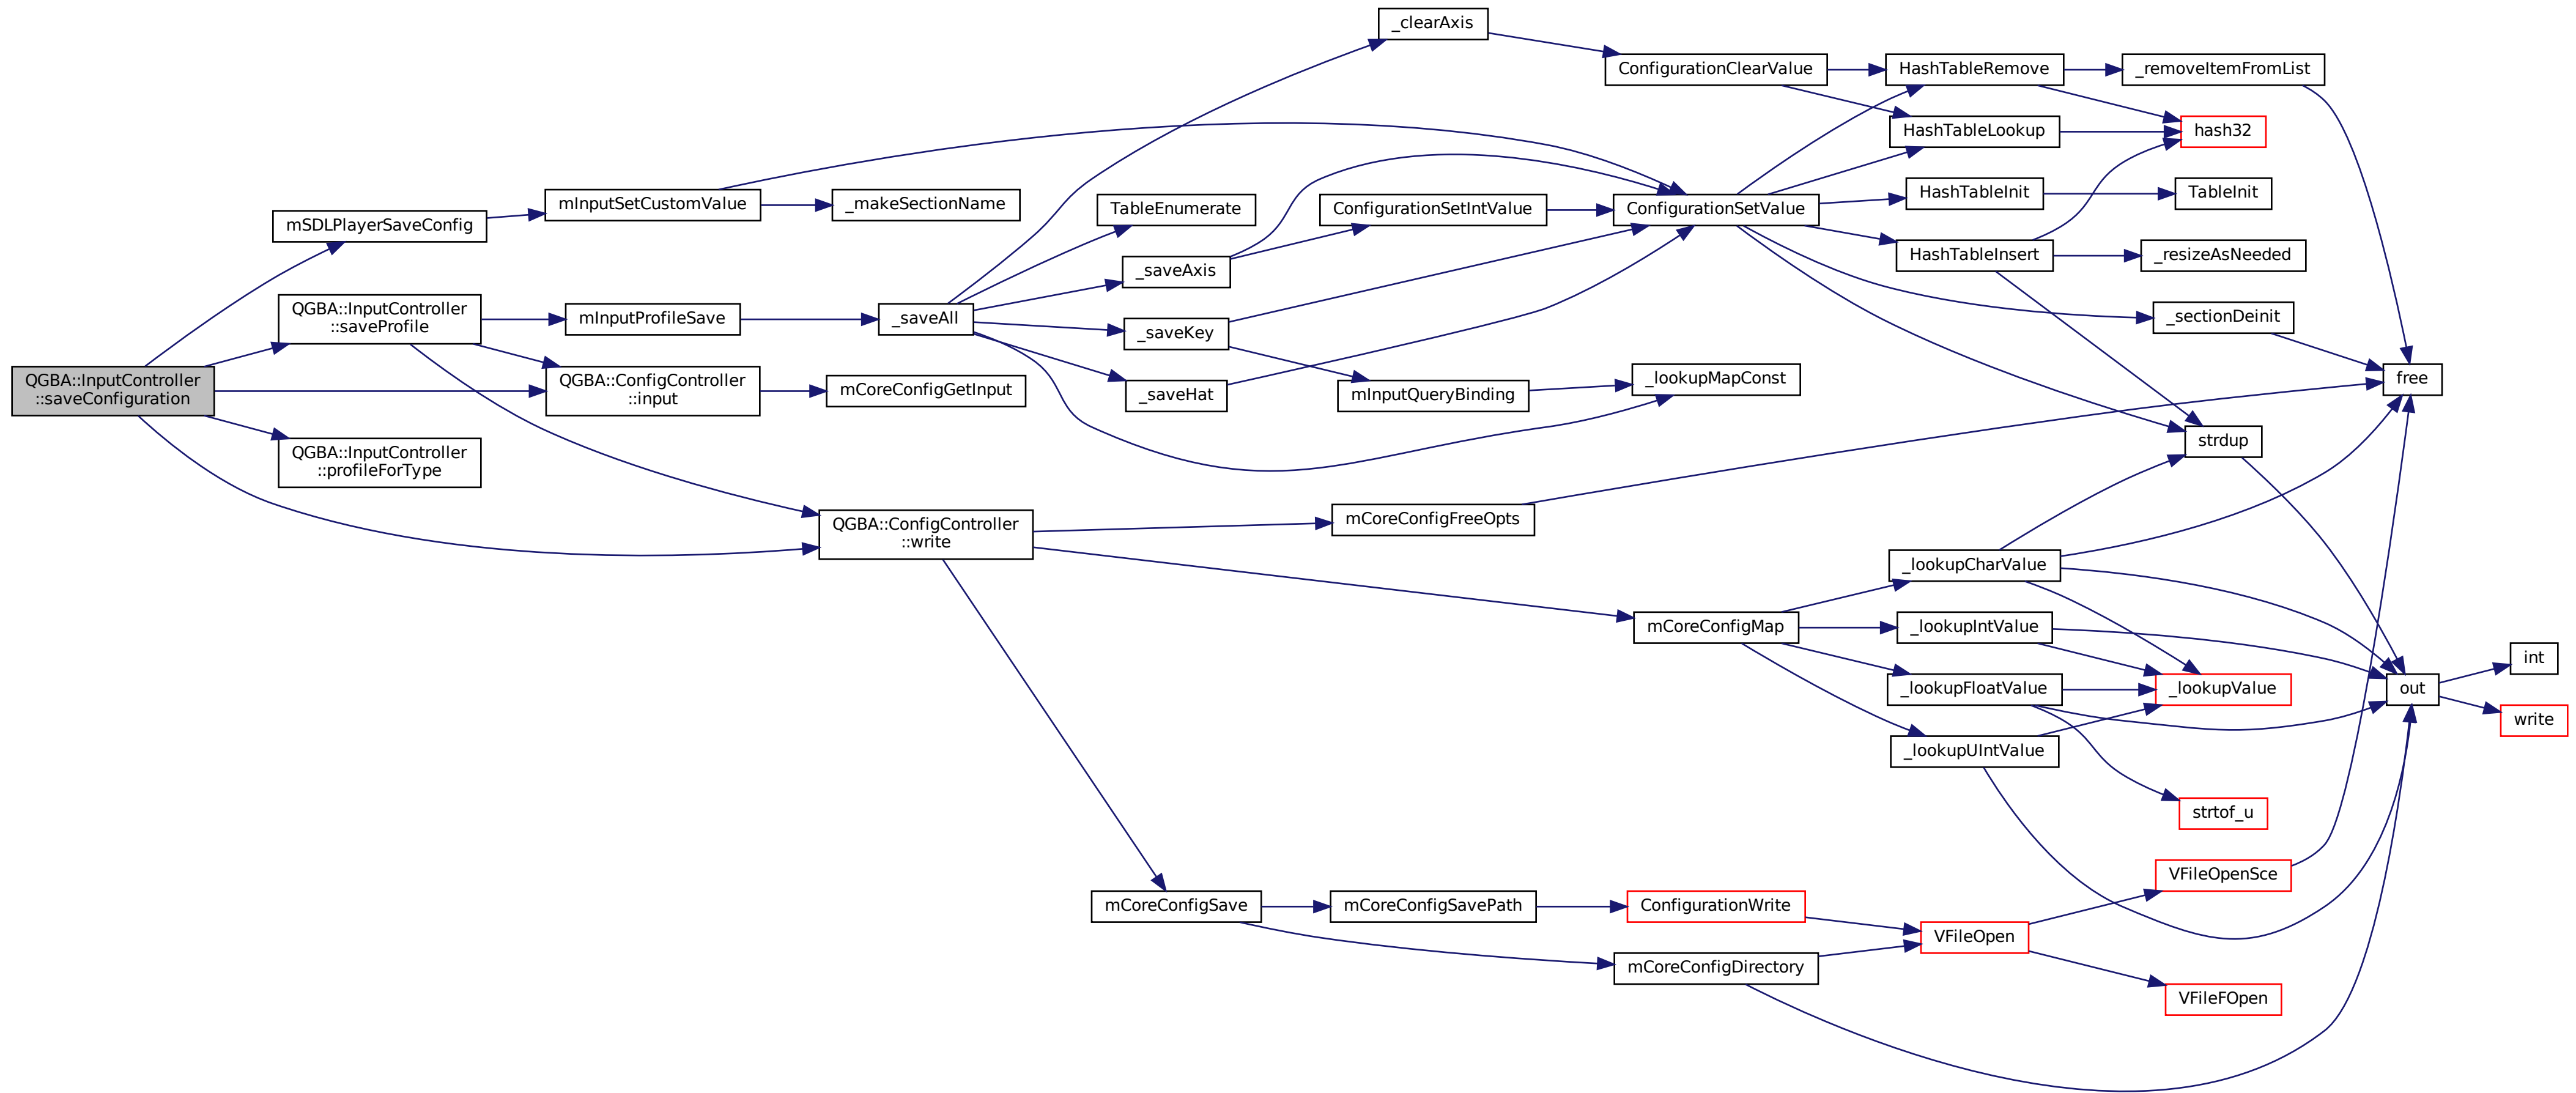 QGBA::InputController
::saveConfiguration
mSDLPlayerSaveConfig
QGBA::InputController
::saveProfile
QGBA::InputController
::profileForType
mInputSetCustomValue
mInputProfileSave
QGBA::ConfigController
::input
_makeSectionName
_saveAll
mCoreConfigGetInput
QGBA::ConfigController
::write
TableEnumerate
_saveAxis
_saveKey
_saveHat
mCoreConfigSave
_clearAxis
ConfigurationSetIntValue
mInputQueryBinding
mCoreConfigFreeOpts
mCoreConfigSavePath
ConfigurationClearValue
ConfigurationSetValue
_lookupMapConst
mCoreConfigMap
ConfigurationWrite
mCoreConfigDirectory
HashTableRemove
HashTableLookup
HashTableInit
HashTableInsert
_lookupCharValue
_lookupIntValue
_lookupFloatValue
_lookupUIntValue
VFileOpen
_removeItemFromList
hash32
TableInit
_resizeAsNeeded
_sectionDeinit
strdup
_lookupValue
strtof_u
VFileOpenSce
VFileFOpen
free
out
int
write